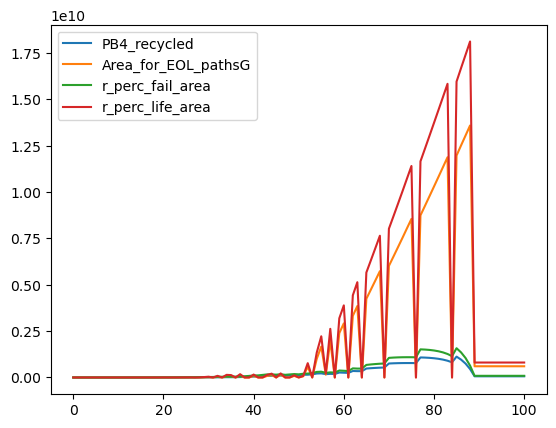 1e10
PB4_recycled
Area_for_EOL_pathsG
r_perc_fail_area
r_perc_life_area
1.75
1.50
1.25
1.00
0.75
0.50
0.25
0.00
0 20 40 60 80 100